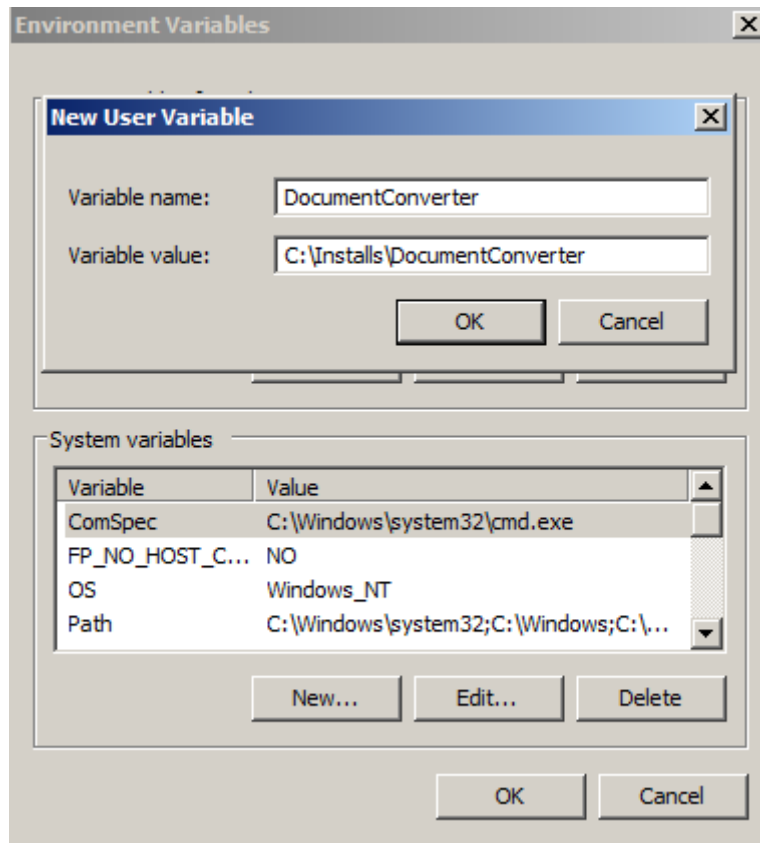 Environment Variables
New User Variable
Variable name: DocumentConverter
Variable value: C:\Installs\DocumentConverter
OK Cancel
System variables
Variable Value
ComSpec C:\Windows\system32\cmd.exe
FP_NO_HOST_C... NO
OS Windows_NT
Path C:\Windows\system32;C:\Windows;C:\...
New... Edit... Delete
OK Cancel